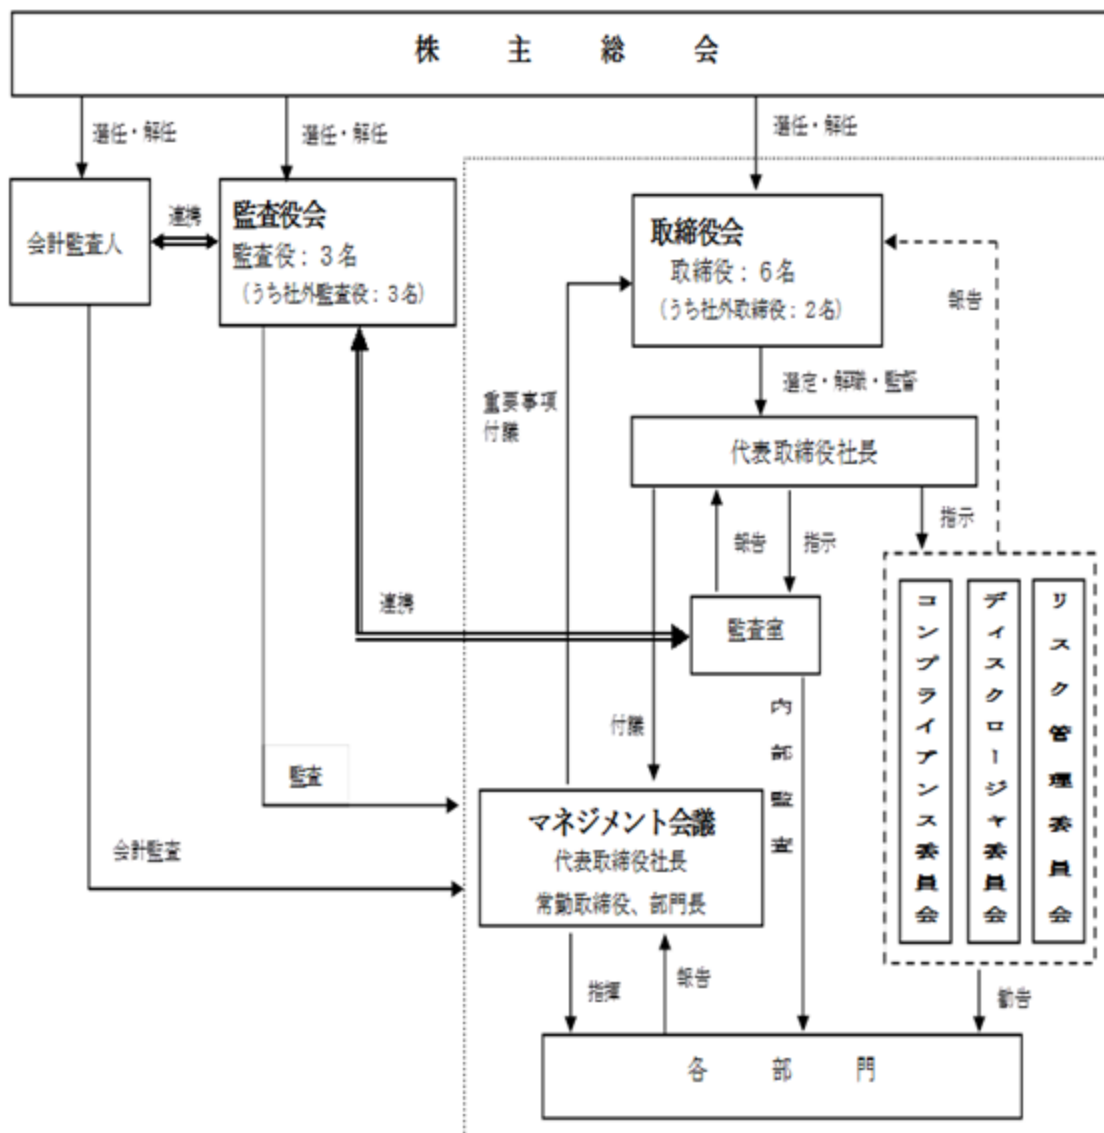 株主総会
選任・解任
選任・解任
選任・解任
会計監査人
連携
監査役会
監査役：3名
（うち社外監査役：3名）
取締役会
取締役：6名
（うち社外取締役：2名）
報告
選定・解職・監督
重要事項
付議
代表取締役社長
報告
指示
指示
連携
監査室
コンプライアンス委員会
ディスクロージャ委員会
リスク管理委員会
付議
内部監査
監査
会計監査
マネジメント会議
代表取締役社長
常勤取締役、部門長
指揮
報告
勧告
各部門